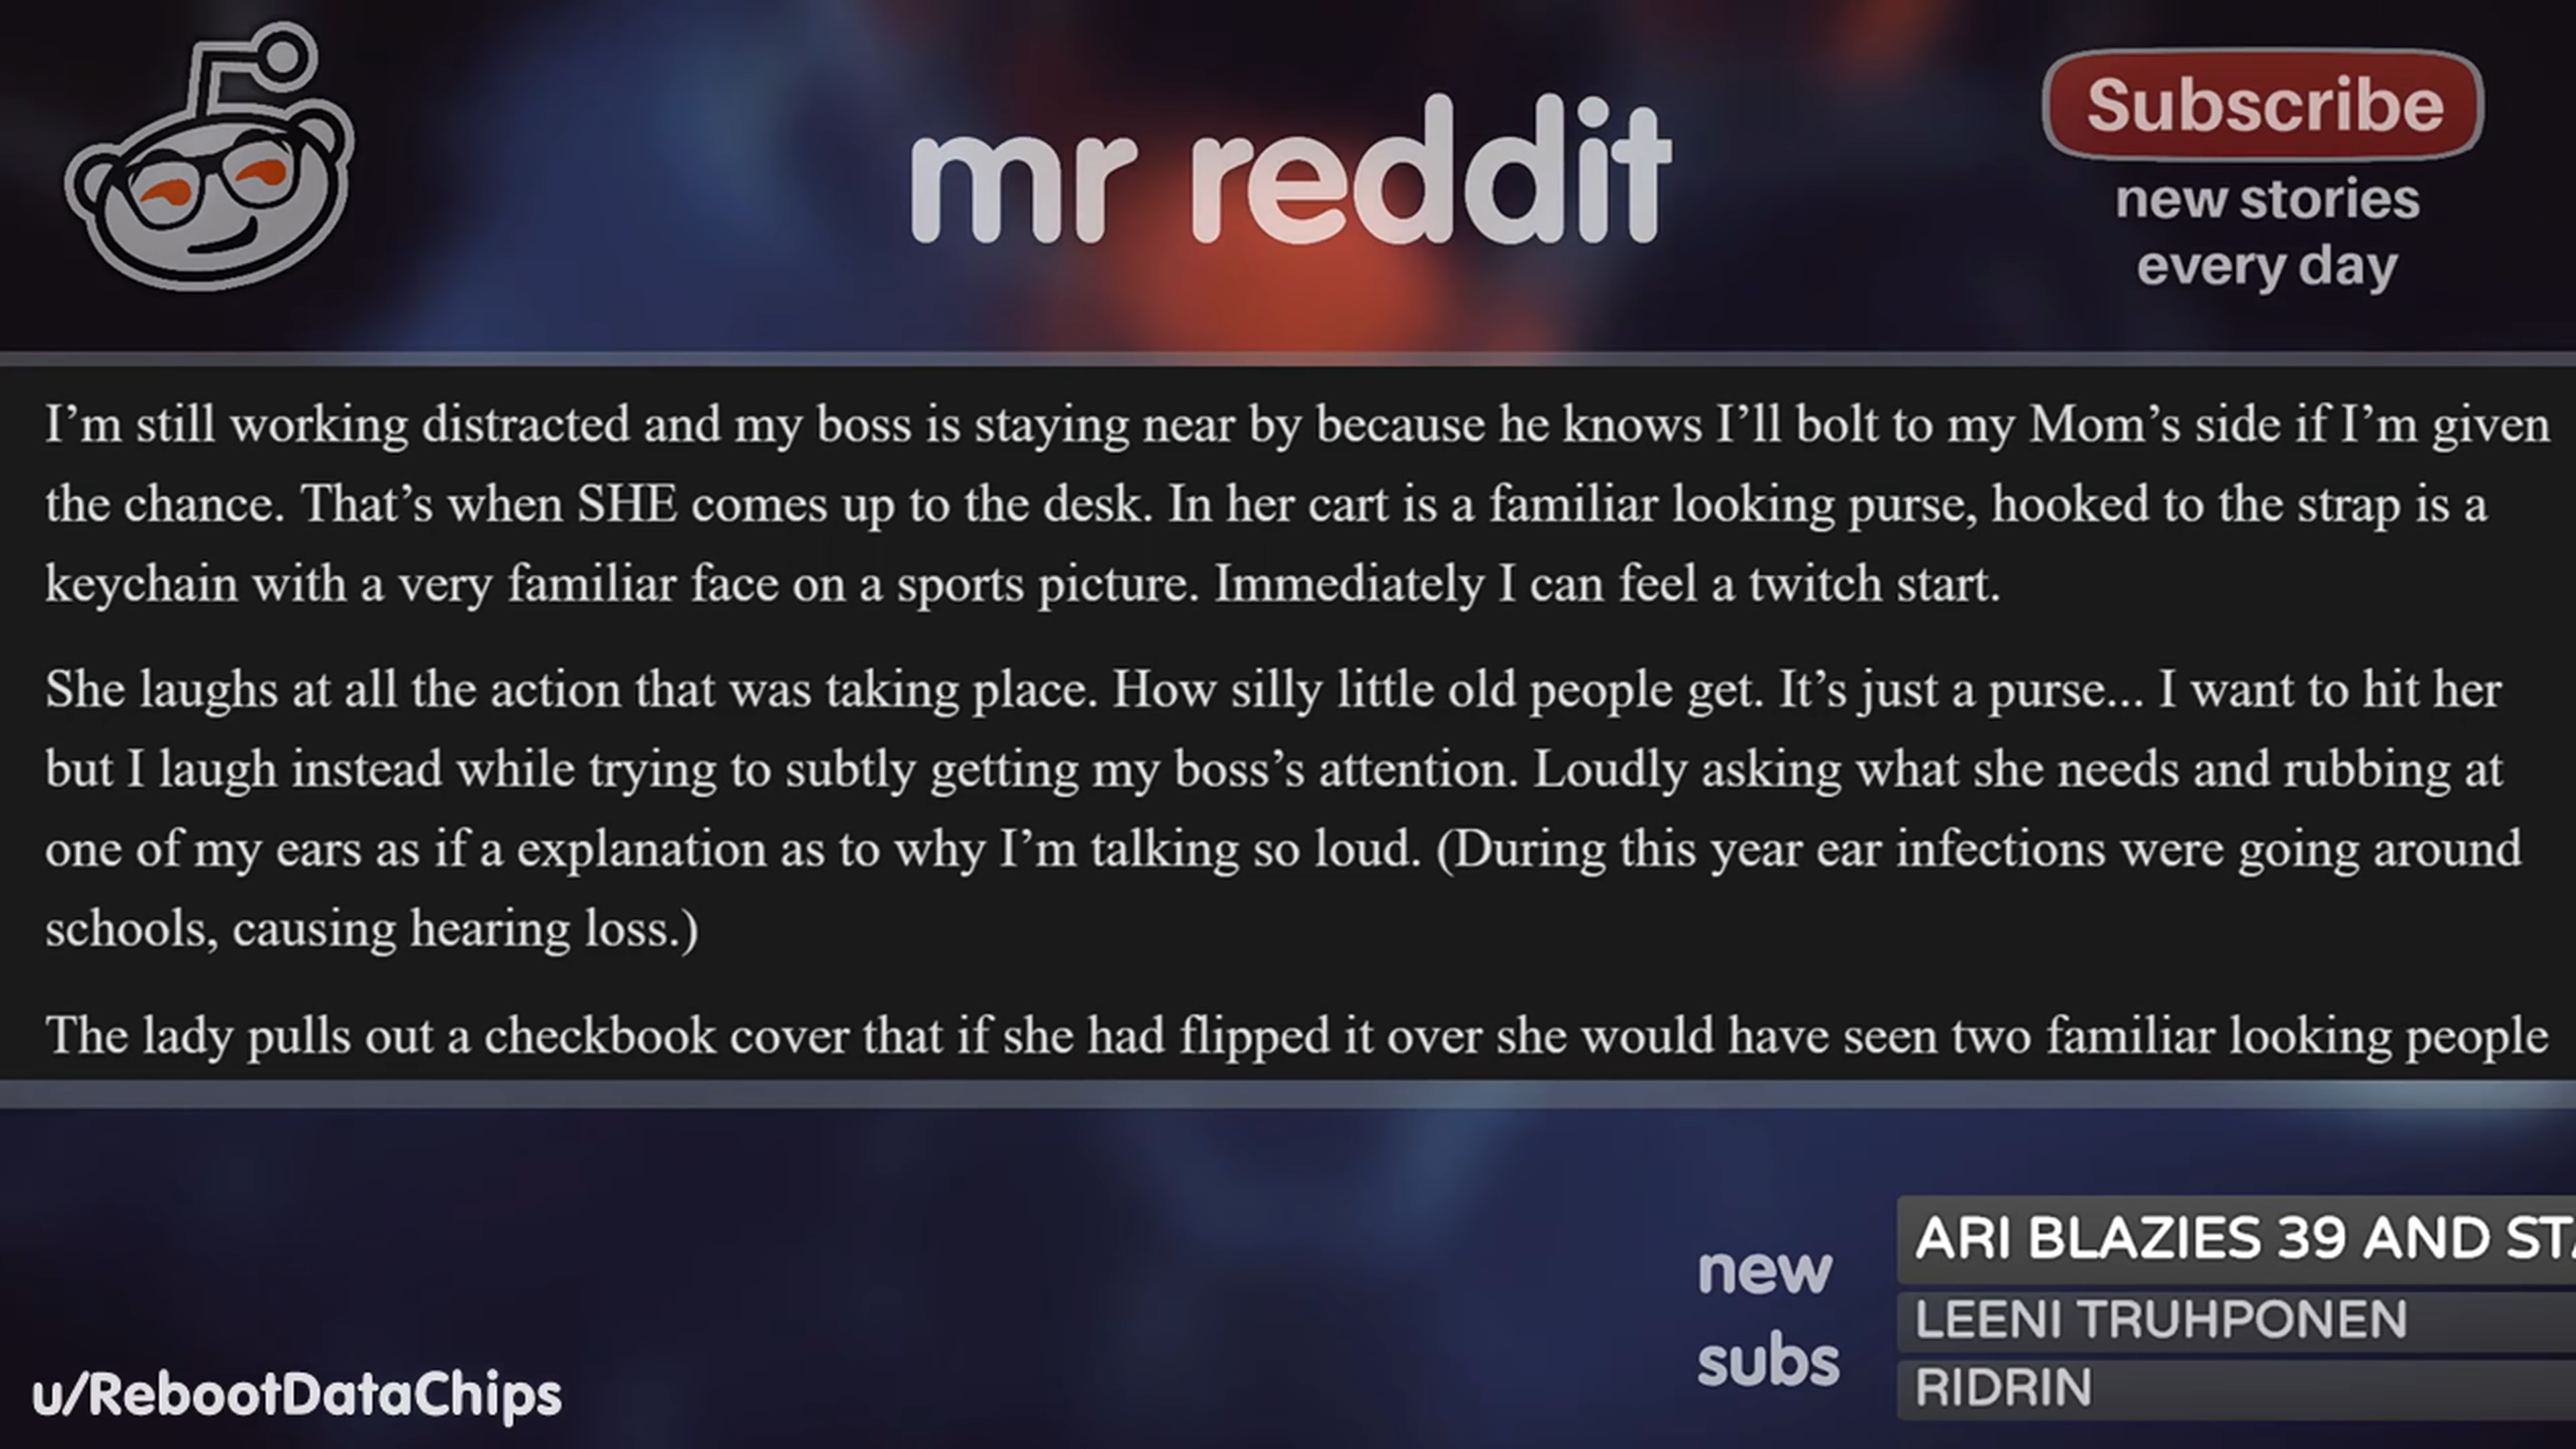 mr reddit
Subscribe
new stories
every day
I’m still working distracted and my boss is staying near by because he knows I’ll bolt to my Mom’s side if I’m given
the chance. That’s when SHE comes up to the desk. In her cart is a familiar looking purse, hooked to the strap is a
keychain with a very familiar face on a sports picture. Immediately I can feel a twitch start.
She laughs at all the action that was taking place. How silly little old people get. It’s just a purse... I want to hit her
but I laugh instead while trying to subtly getting my boss’s attention. Loudly asking what she needs and rubbing at
one of my ears as if a explanation as to why I’m talking so loud. (During this year ear infections were going around
schools, causing hearing loss.)
The lady pulls out a checkbook cover that if she had flipped it over she would have seen two familiar looking people
new
subs
ARI BLAZIES 39 AND
LEENI TRUHPONEN
RIDRIN
u/RebootDataChips